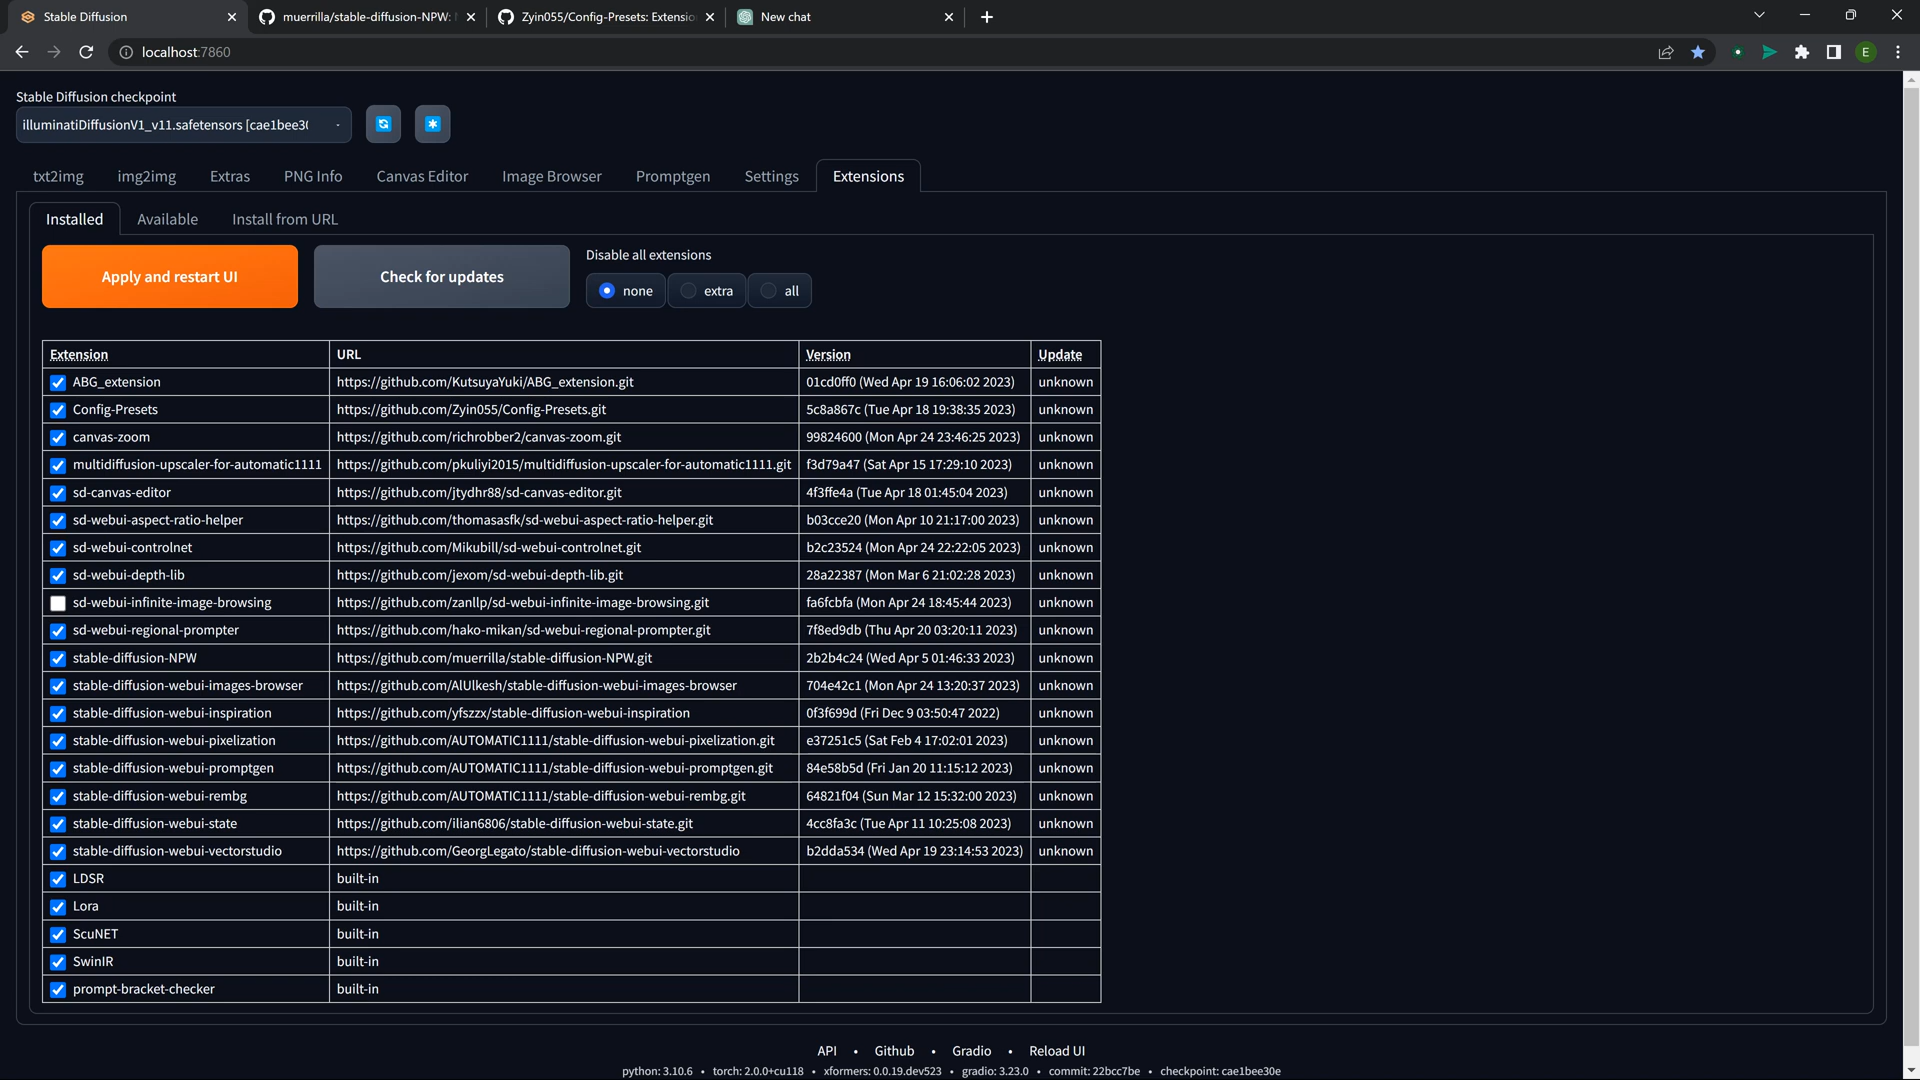 Stable Diffusion
muerrilla/stable-diffusion-NPW:
Zyin055/Config-Presets: Extensio
New chat
localhost:7860
E
Stable Diffusion checkpoint
illuminatiDiffusionV1_v11.safetensors [cae1bee30
txt2img
img2img
Extras
PNG Info
Canvas Editor
Image Browser
Promptgen
Settings
Extensions
Installed
Available
Install from URL
Apply and restart UI
Check for updates
Disable all extensions
none
extra
all
Extension URL Version Update
ABG_extension https://github.com/KutsuyaYuki/ABG_extension.git 01cd0ff0 (Wed Apr 19 16:06:02 2023) unknown
Config-Presets https://github.com/Zyin055/Config-Presets.git 5c8a867c (Tue Apr 18 19:38:35 2023) unknown
canvas-zoom https://github.com/richrobber2/canvas-zoom.git 99824600 (Mon Apr 24 23:46:25 2023) unknown
multidiffusion-upscaler-for-automatic1111 https://github.com/pkuliyi2015/multidiffusion-upscaler-for-automatic1111.git f3d79a47 (Sat Apr 15 17:29:10 2023) unknown
sd-canvas-editor https://github.com/jtydhr88/sd-canvas-editor.git 4f3ffe4a (Tue Apr 18 01:45:04 2023) unknown
sd-webui-aspect-ratio-helper https://github.com/thomasasfk/sd-webui-aspect-ratio-helper.git b03cce20 (Mon Apr 10 21:17:00 2023) unknown
sd-webui-controlnet https://github.com/Mikubill/sd-webui-controlnet.git b2c23524 (Mon Apr 24 22:22:05 2023) unknown
sd-webui-depth-lib https://github.com/jexom/sd-webui-depth-lib.git 28a22387 (Mon Mar 6 21:02:28 2023) unknown
sd-webui-infinite-image-browsing https://github.com/zanllp/sd-webui-infinite-image-browsing.git fa6fcbfa (Mon Apr 24 18:45:44 2023) unknown
sd-webui-regional-prompter https://github.com/hako-mikan/sd-webui-regional-prompter.git 7f8ed9db (Thu Apr 20 03:20:11 2023) unknown
stable-diffusion-NPW https://github.com/muerrilla/stable-diffusion-NPW.git 2b2b4c24 (Wed Apr 5 01:46:33 2023) unknown
stable-diffusion-webui-images-browser https://github.com/AlUlkesh/stable-diffusion-webui-images-browser 704e42c1 (Mon Apr 24 13:20:37 2023) unknown
stable-diffusion-webui-inspiration https://github.com/yfszzx/stable-diffusion-webui-inspiration 0f3f699d (Fri Dec 9 03:50:47 2022) unknown
stable-diffusion-webui-pixelization https://github.com/AUTOMATIC1111/stable-diffusion-webui-pixelization.git e37251c5 (Sat Feb 4 17:02:01 2023) unknown
stable-diffusion-webui-promptgen https://github.com/AUTOMATIC1111/stable-diffusion-webui-promptgen.git 84e58b5d (Fri Jan 20 11:15:12 2023) unknown
stable-diffusion-webui-rembg https://github.com/AUTOMATIC1111/stable-diffusion-webui-rembg.git 64821f04 (Sun Mar 12 15:32:00 2023) unknown
stable-diffusion-webui-state https://github.com/ilian6806/stable-diffusion-webui-state.git 4cc8fa3c (Tue Apr 11 10:25:08 2023) unknown
stable-diffusion-webui-vectorstudio https://github.com/GeorgLegato/stable-diffusion-webui-vectorstudio b2dda534 (Wed Apr 19 23:14:53 2023) unknown
LDSR built-in
Lora built-in
ScuNET built-in
SwinIR built-in
prompt-bracket-checker built-in
API • Github • Gradio • Reload UI
python: 3.10.6 • torch: 2.0.0+cu118 • xformers: 0.0.19.dev523 • gradio: 3.23.0 • commit: 22bcc7be • checkpoint: cae1bee30e